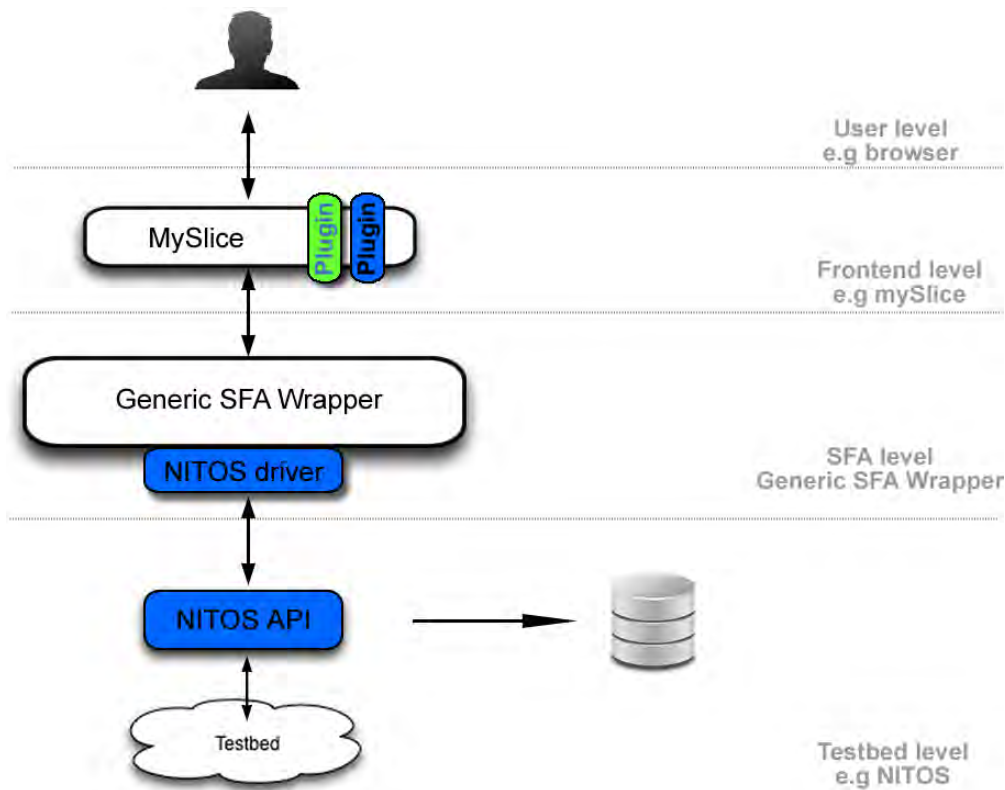 User level
e.g browser
MySlice
Plugin
Plugin
Frontend level
e.g mySlice
Generic SFA Wrapper
NITOS driver
SFA level
Generic SFA Wrapper
NITOS API
Testbed
Testbed level
e.g NITOS